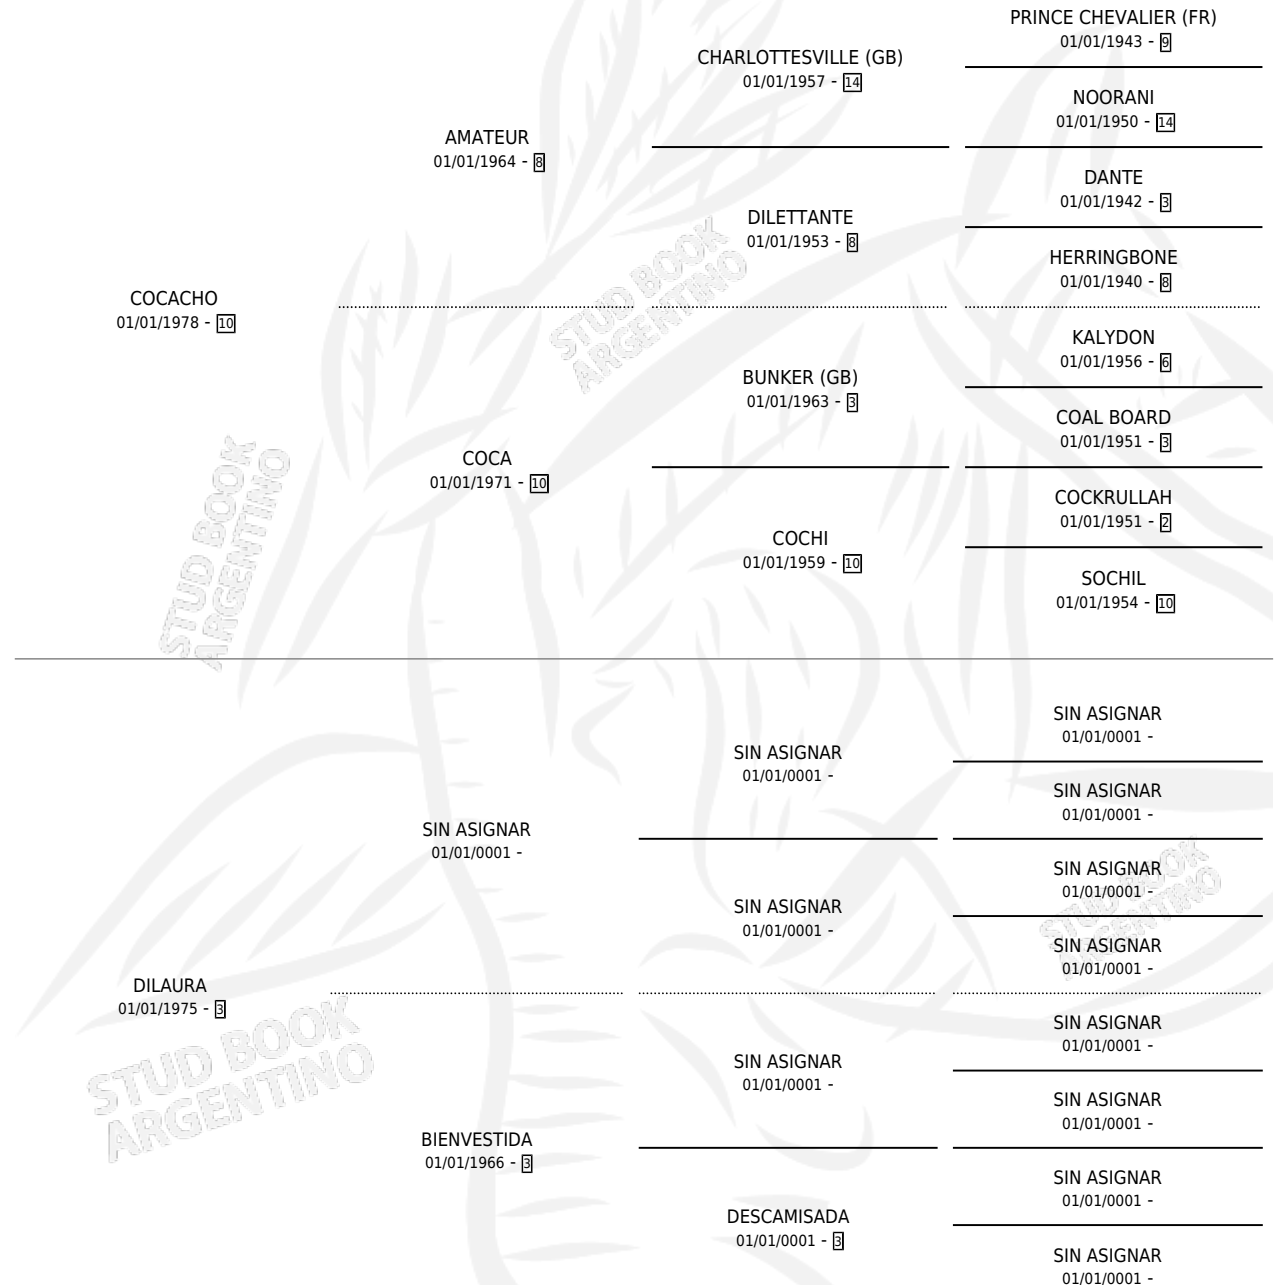 PRINCE CHEVALIER (FR)
01/01/1943 - 9
CHARLOTTESVILLE (GB)
01/01/1957 - 14
NOORANI
01/01/1950 - 14
AMATEUR
01/01/1964 - 8
DANTE
01/01/1942 - 3
DILETTANTE
01/01/1953 - 8
HERRINGBONE
01/01/1940 - 8
COCACHO
01/01/1978 - 10
KALYDON
01/01/1956 - 6
BUNKER (GB)
01/01/1963 - 3
COAL BOARD
01/01/1951 - 3
COCA
01/01/1971 - 10
COCKRULLAH
01/01/1951 - 2
COCHI
01/01/1959 - 10
SOCHIL
01/01/1954 - 10
STUD BOOK
ARGENTINO
STUD BOOK
ARGENTINO
SIN ASIGNAR
01/01/0001 -
SIN ASIGNAR
01/01/0001 -
SIN ASIGNAR
01/01/0001 -
SIN ASIGNAR
01/01/0001 -
SIN ASIGNAR
01/01/0001 -
SIN ASIGNAR
01/01/0001 -
SIN ASIGNAR
01/01/0001 -
DILAURA
01/01/1975 - 3
SIN ASIGNAR
01/01/0001 -
SIN ASIGNAR
01/01/0001 -
SIN ASIGNAR
01/01/0001 -
BIENVESTIDA
01/01/1966 - 3
SIN ASIGNAR
01/01/0001 -
DESCAMISADA
01/01/0001 - 3
SIN ASIGNAR
01/01/0001 -
STUD BOOK
ARGENTINO
STUD BOOK
ARGENTINO